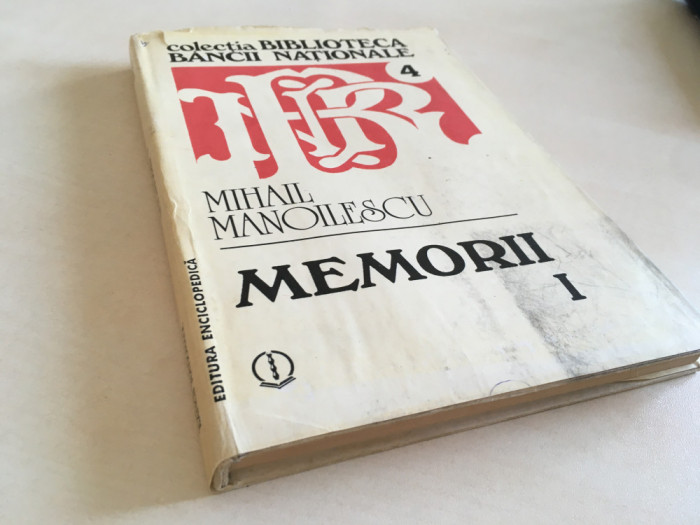 colecția BIBLIOTECA
BĂNCII NAȚIONALE
4
MIHAIL
MANOILESCU
MEMORII
I
EDITURA ENCICLOPEDICĂ